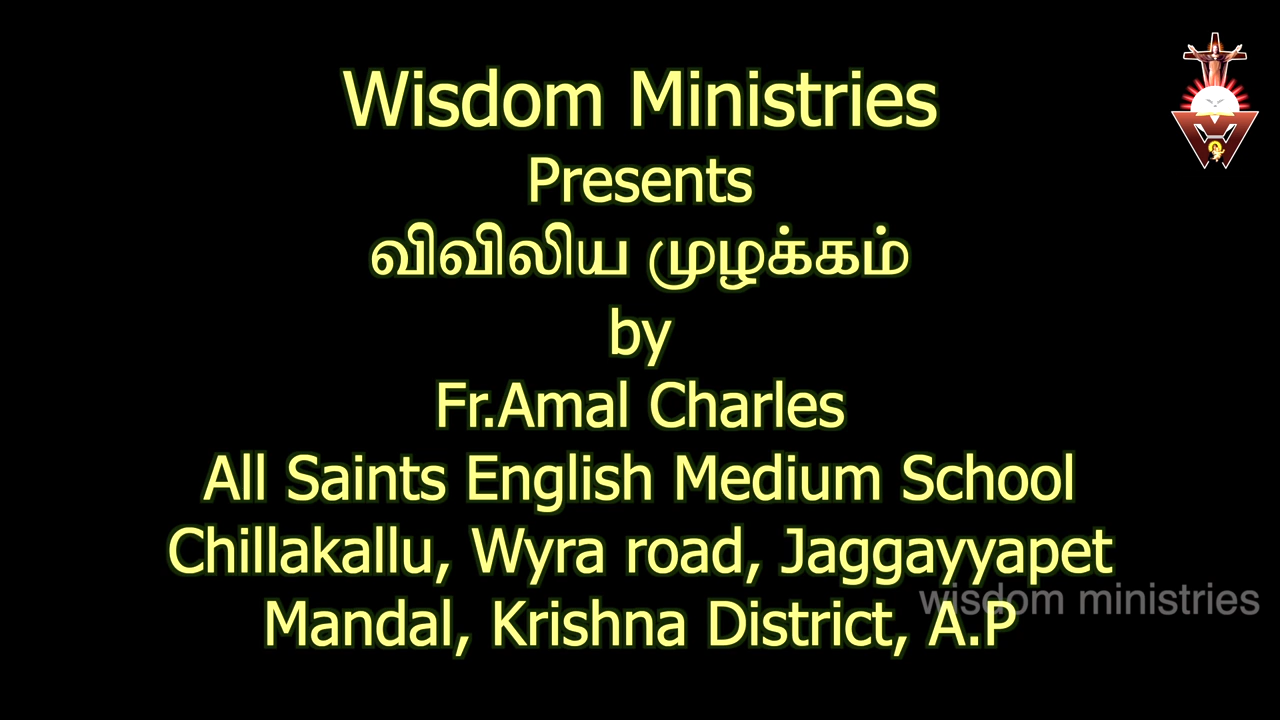 Wisdom Ministries
Presents
விவிலிய முழக்கம்
by
Fr.Amal Charles
All Saints English Medium School
Chillakallu, Wyra road, Jaggayyapet
Mandal, Krishna District, A.P
wisdom ministries